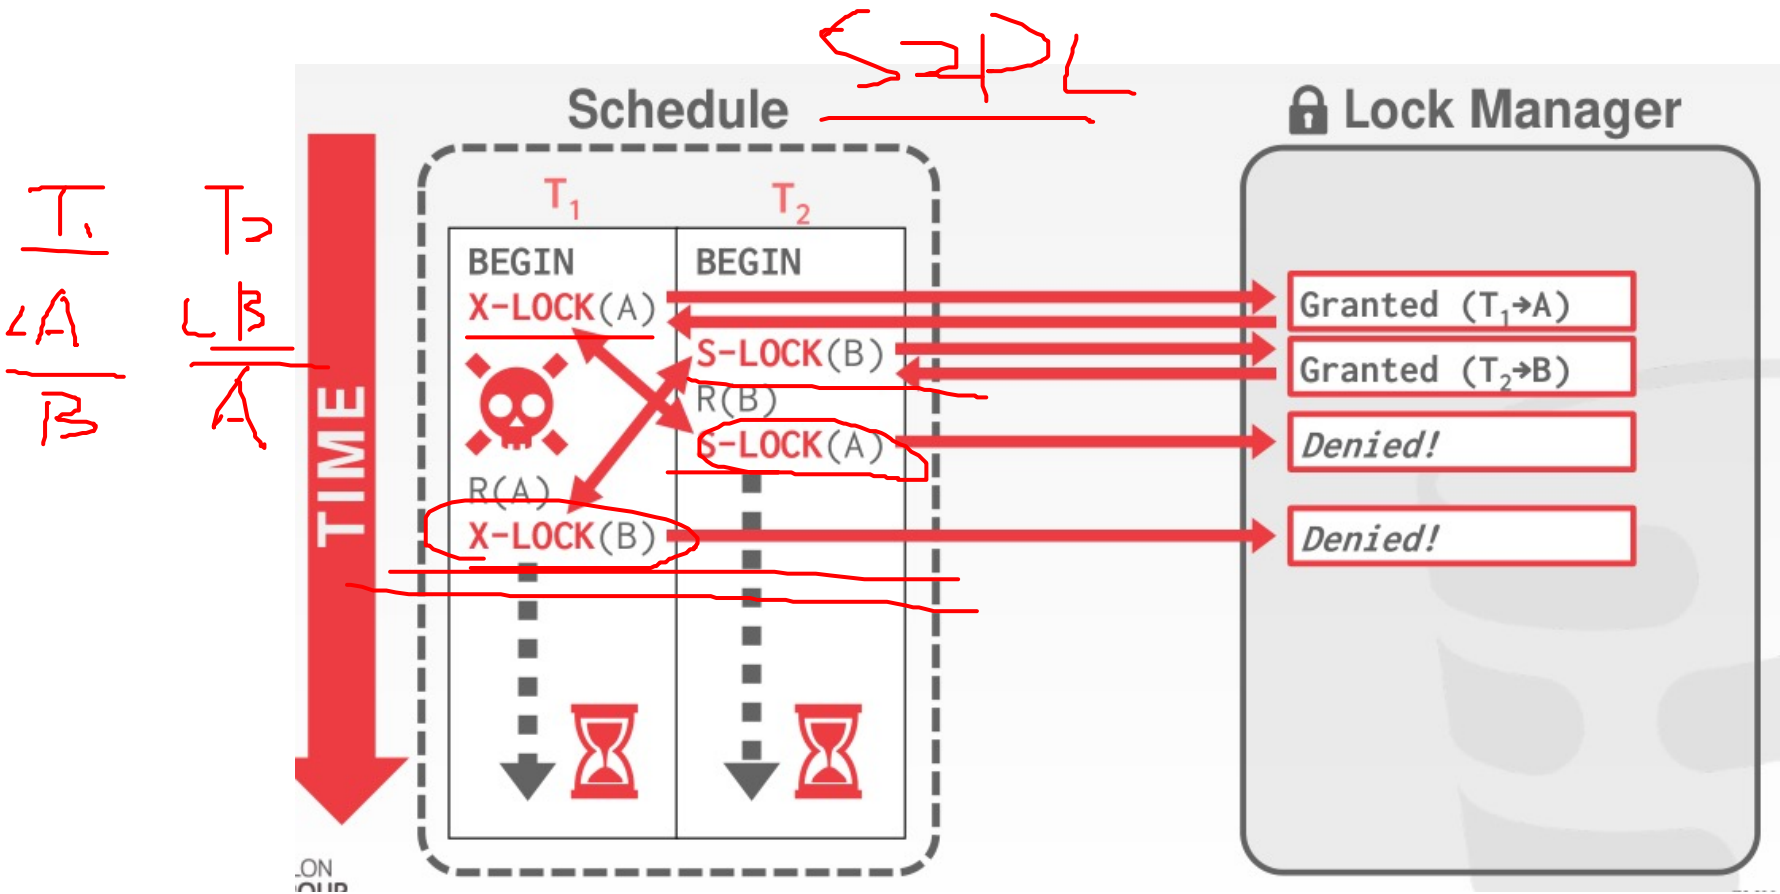 S2PL
Schedule
Lock Manager
T1 T2
T1 T2
BEGIN BEGIN
X-LOCK(A)
Granted (T1→A)
LA LB
S-LOCK(B)
Granted (T2→B)
R(B)
B A
S-LOCK(A)
Denied!
R(A)
X-LOCK(B)
Denied!
TIME